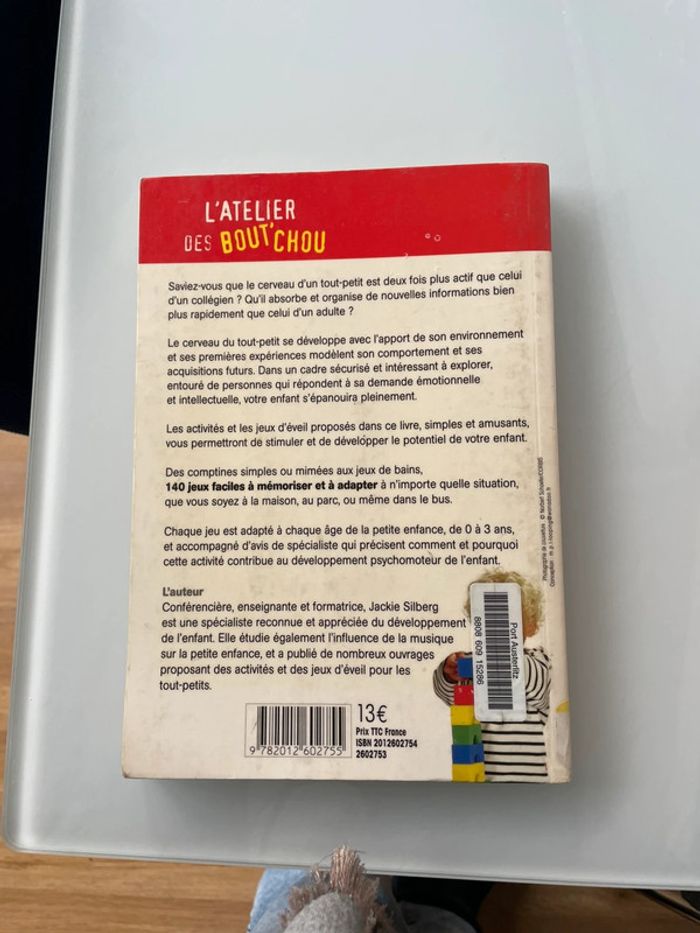 L'ATELIER
DES BOUT'CHOU
Saviez-vous que le cerveau d'un tout-petit est deux fois plus actif que celui
d'un collégien ? Qu'il absorbe et organise de nouvelles informations bien
plus rapidement que celui d'un adulte ?
Le cerveau du tout-petit se développe avec l'apport de son environnement
et ses premières expériences modèlent son comportement et ses
acquisitions futurs. Dans un cadre sécurisé et intéressant à explorer,
entouré de personnes qui répondent à sa demande émotionnelle
et intellectuelle, votre enfant s'épanouira pleinement.
Les activités et les jeux d'éveil proposés dans ce livre, simples et amusants,
vous permettront de stimuler et de développer le potentiel de votre enfant.
Des comptines simples ou mimées aux jeux de bains,
140 jeux faciles à mémoriser et à adapter à n'importe quelle situation,
que vous soyez à la maison, au parc, ou même dans le bus.
Chaque jeu est adapté à chaque âge de la petite enfance, de 0 à 3 ans,
et accompagné d'avis de spécialiste qui précisent comment et pourquoi
cette activité contribue au développement psychomoteur de l'enfant.
L'auteur
Conférencière, enseignante et formatrice, Jackie Silberg
est une spécialiste reconnue et appréciée du développement
de l'enfant. Elle étudie également l'influence de la musique
sur la petite enfance, et a publié de nombreux ouvrages
proposant des activités et des jeux d'éveil pour les
tout-petits.
13€
Prix TTC France
ISBN 2012602754
2602753
9 782012 602755
Port Austerlitz
8808 609 15286
Photographie de couverture : © Norbert Schaefer/CORBIS